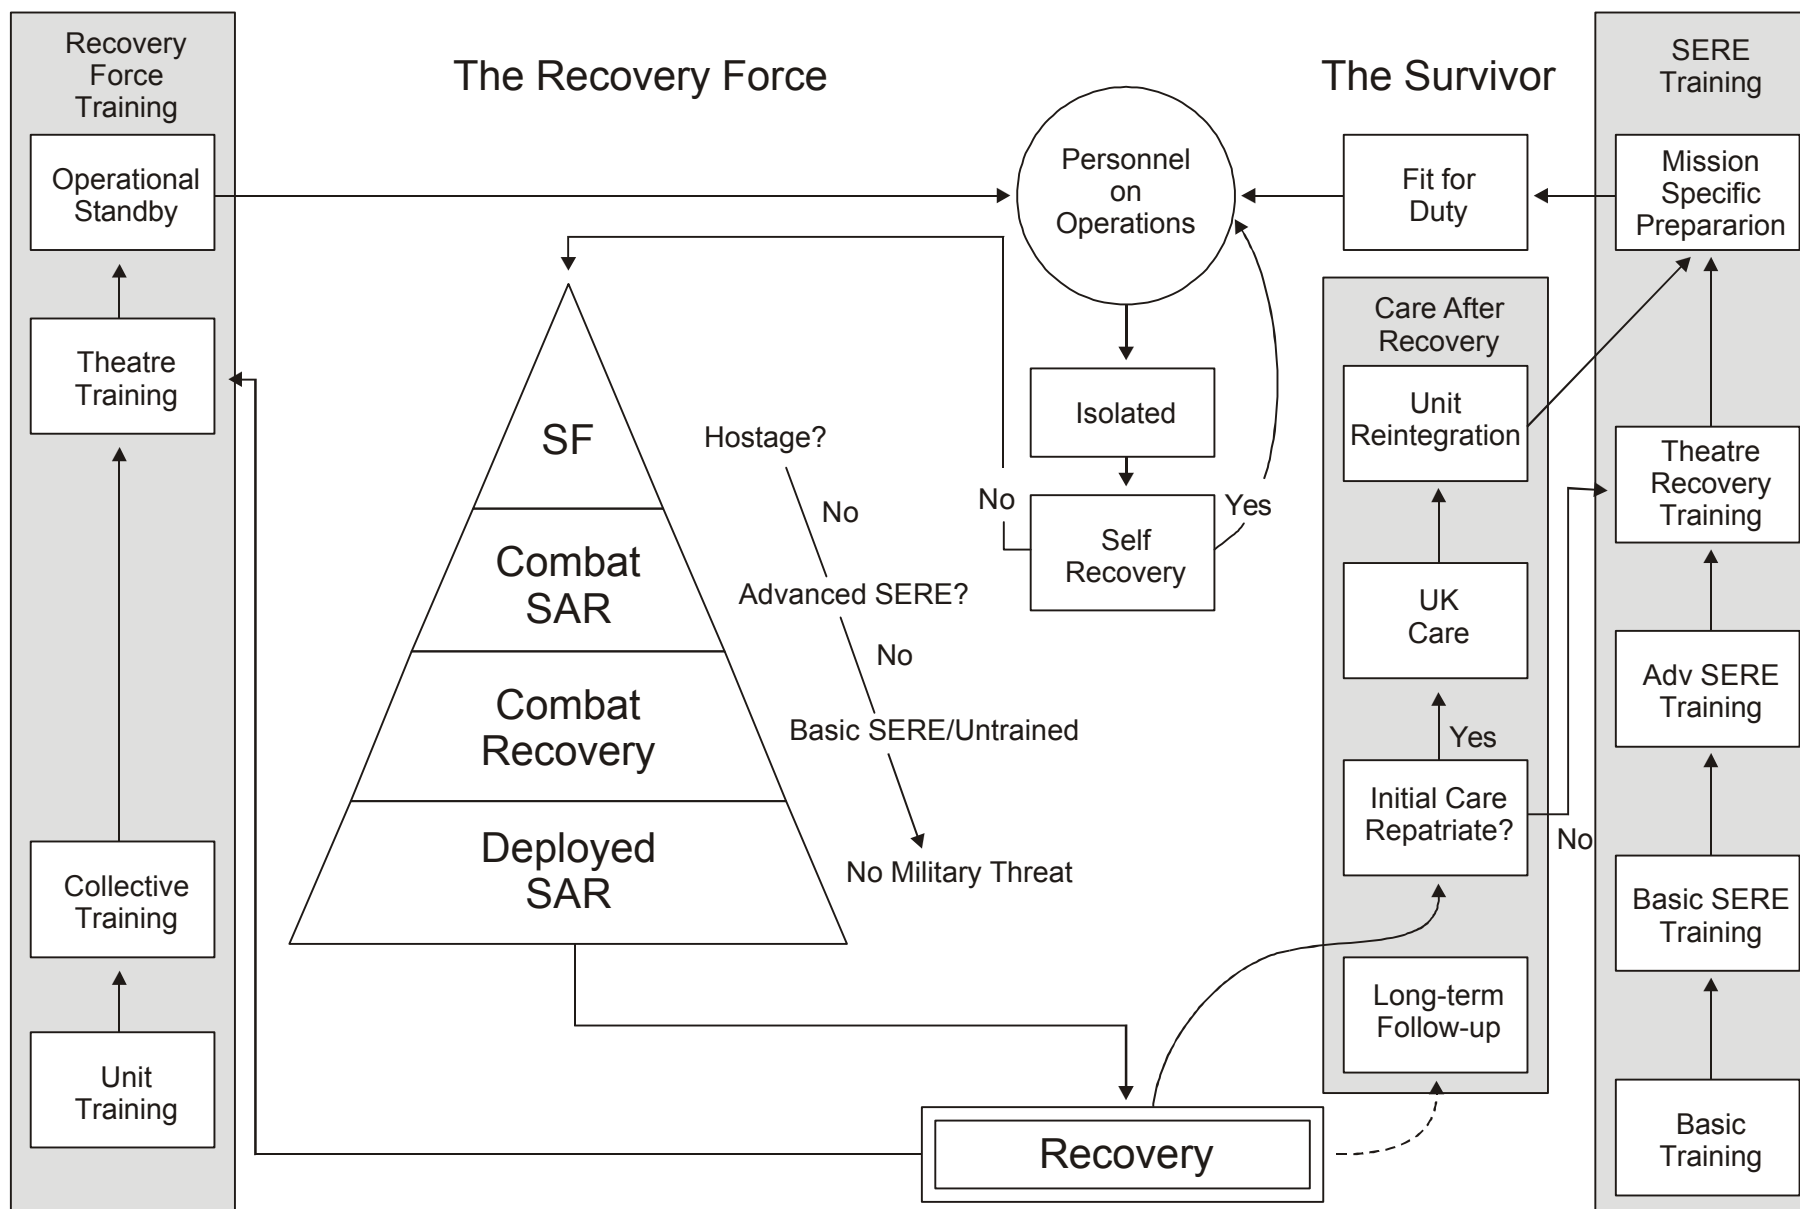 Recovery
Force
Training
Operational
Standby
Theatre
Training
Collective
Training
Unit
Training
The Recovery Force
SF
Combat
SAR
Combat
Recovery
Deployed
SAR
Hostage?
No
Advanced SERE?
No
Basic SERE/Untrained
No Military Threat
Personnel
on
Operations
Isolated
Self
Recovery
No
Yes
Recovery
The Survivor
Fit for
Duty
Care After
Recovery
Unit
Reintegration
UK
Care
Yes
Initial Care
Repatriate?
No
Long-term
Follow-up
SERE
Training
Mission
Specific
Prepararion
Theatre
Recovery
Training
Adv SERE
Training
Basic SERE
Training
Basic
Training